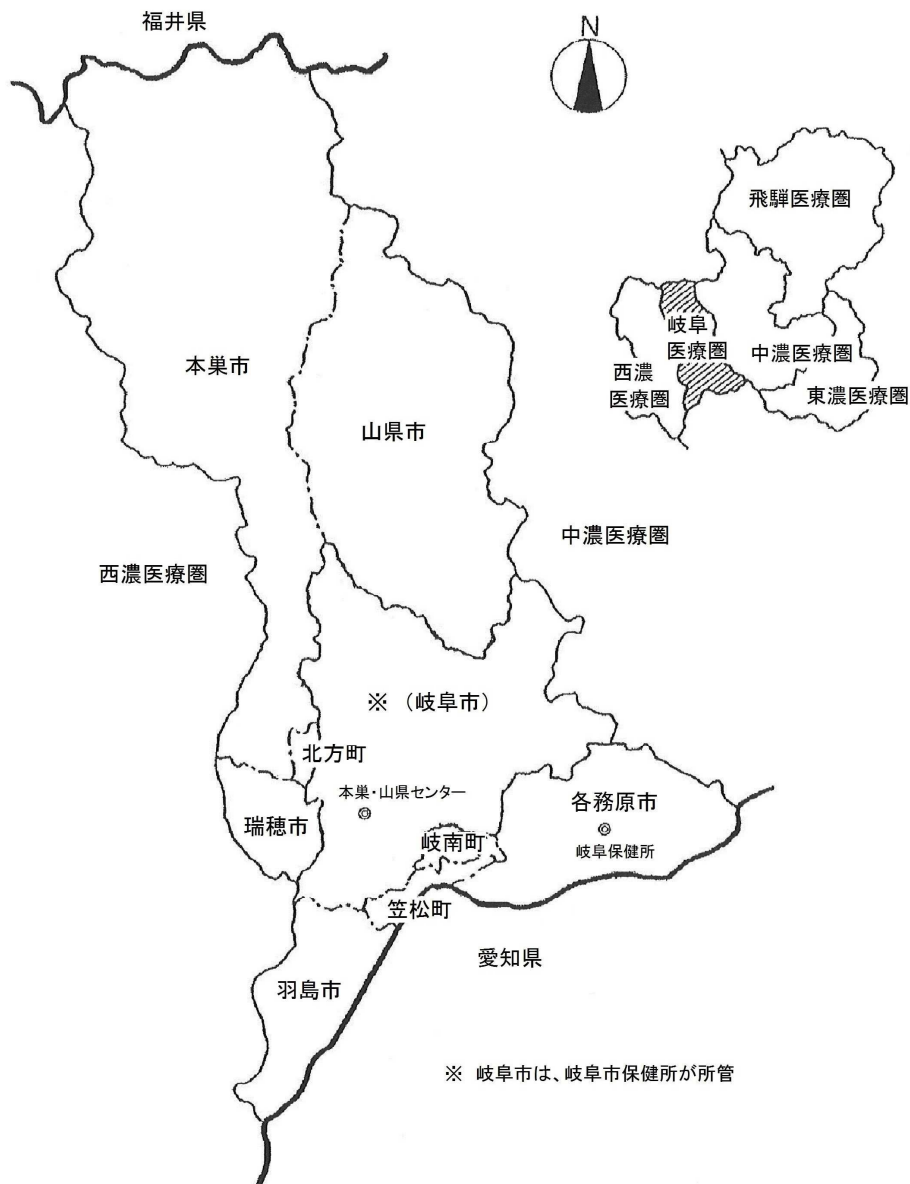 福井県
N
飛騨医療圏
岐阜
医療圏
中濃医療圏
西濃
医療圏
東濃医療圏
本巣市
山県市
中濃医療圏
西濃医療圏
※ (岐阜市)
北方町
本巣・山県センター
各務原市
瑞穂市
岐南町
岐阜保健所
笠松町
愛知県
羽島市
※ 岐阜市は、岐阜市保健所が所管